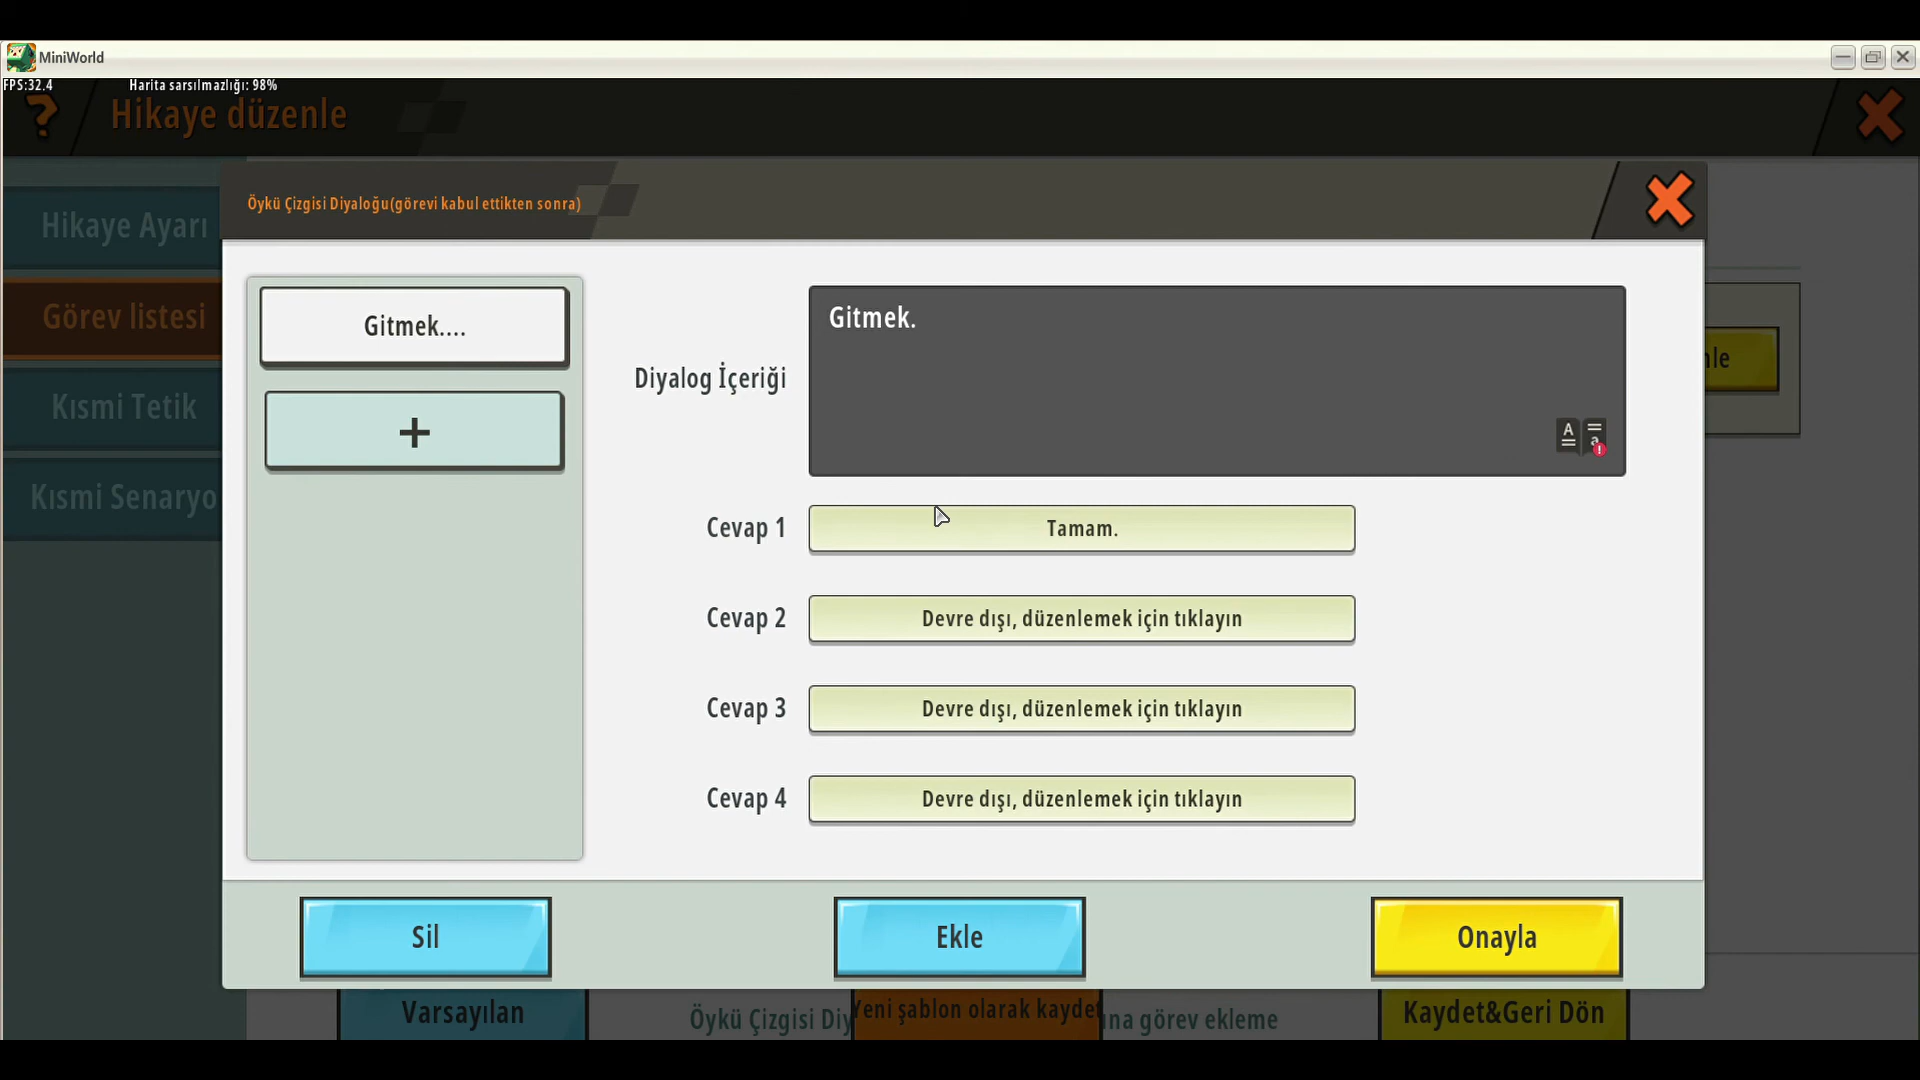 MiniWorld
FPS:32.4
Harita sarsılmazlığı: 98%
?
Hikaye düzenle
Öykü Çizgisi Diyaloğu(görevi kabul ettikten sonra)
Hikaye Ayarı
Görev listesi
Kısmi Tetik
Kısmi Senaryo
Gitmek....
+
Diyalog İçeriği
Gitmek.
Cevap 1
Tamam.
Cevap 2
Devre dışı, düzenlemek için tıklayın
Cevap 3
Devre dışı, düzenlemek için tıklayın
Cevap 4
Devre dışı, düzenlemek için tıklayın
Sil
Ekle
Onayla
Varsayılan
Öykü Çizgisi Diy
Yeni şablon olarak kaydet
ına görev ekleme
Kaydet&Geri Dön